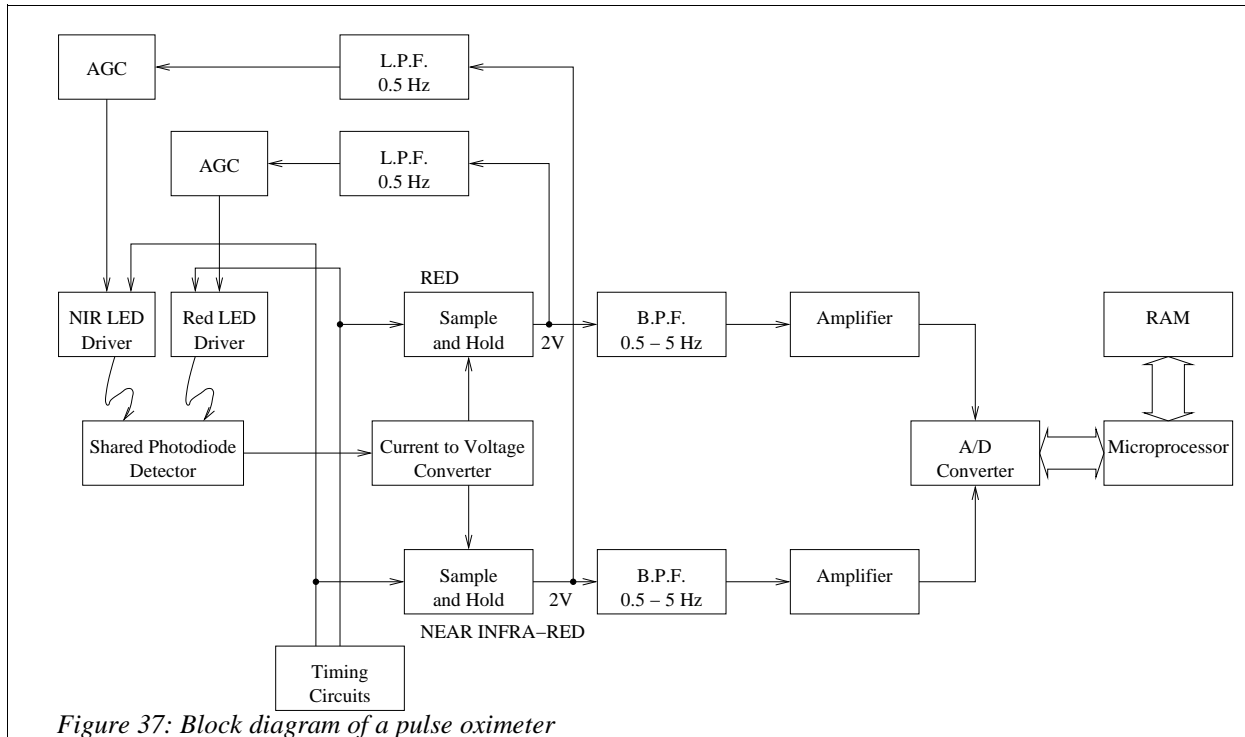 AGC
L.P.F.
0.5 Hz
AGC
L.P.F.
0.5 Hz
RED
NIR LED
Driver
Red LED
Driver
Sample
and Hold
2V
B.P.F.
0.5 – 5 Hz
Amplifier
RAM
Shared Photodiode
Detector
Current to Voltage
Converter
A/D
Converter
Microprocessor
Sample
and Hold
2V
B.P.F.
0.5 – 5 Hz
Amplifier
NEAR INFRA–RED
Timing
Circuits
Figure 37: Block diagram of a pulse oximeter